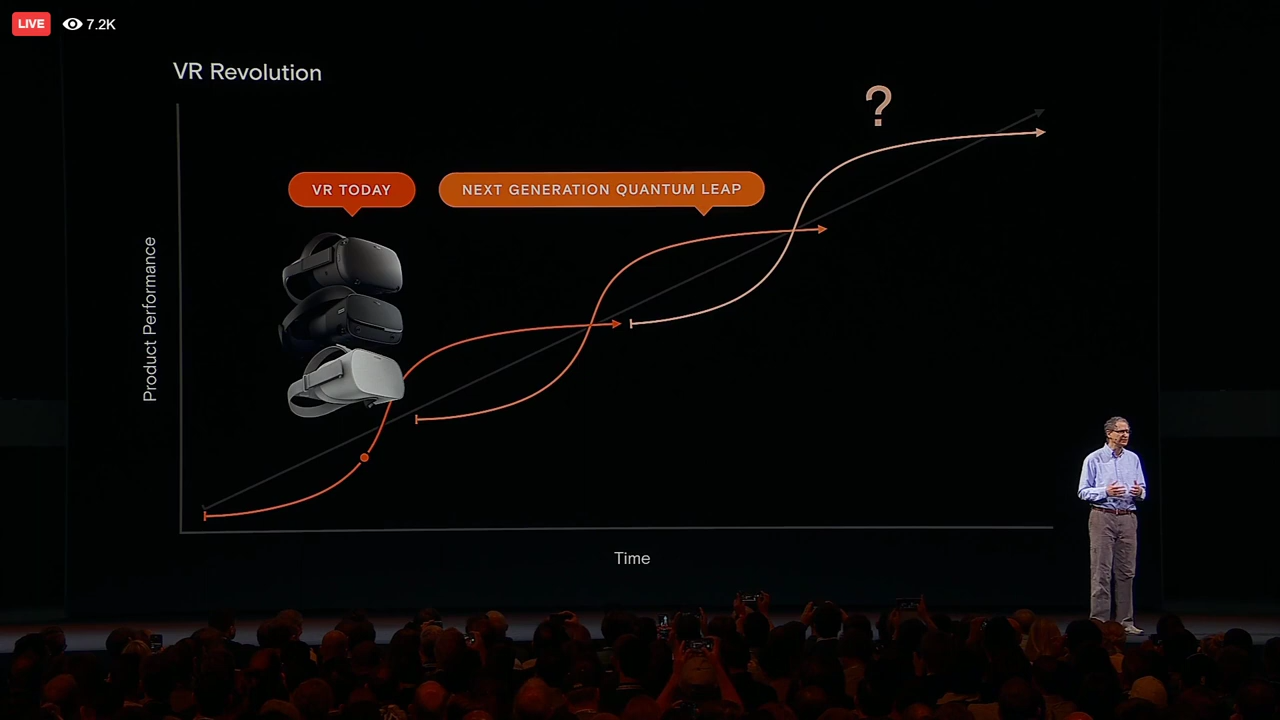 LIVE 7.2K
VR Revolution
?
VR TODAY
NEXT GENERATION QUANTUM LEAP
Product Performance
Time